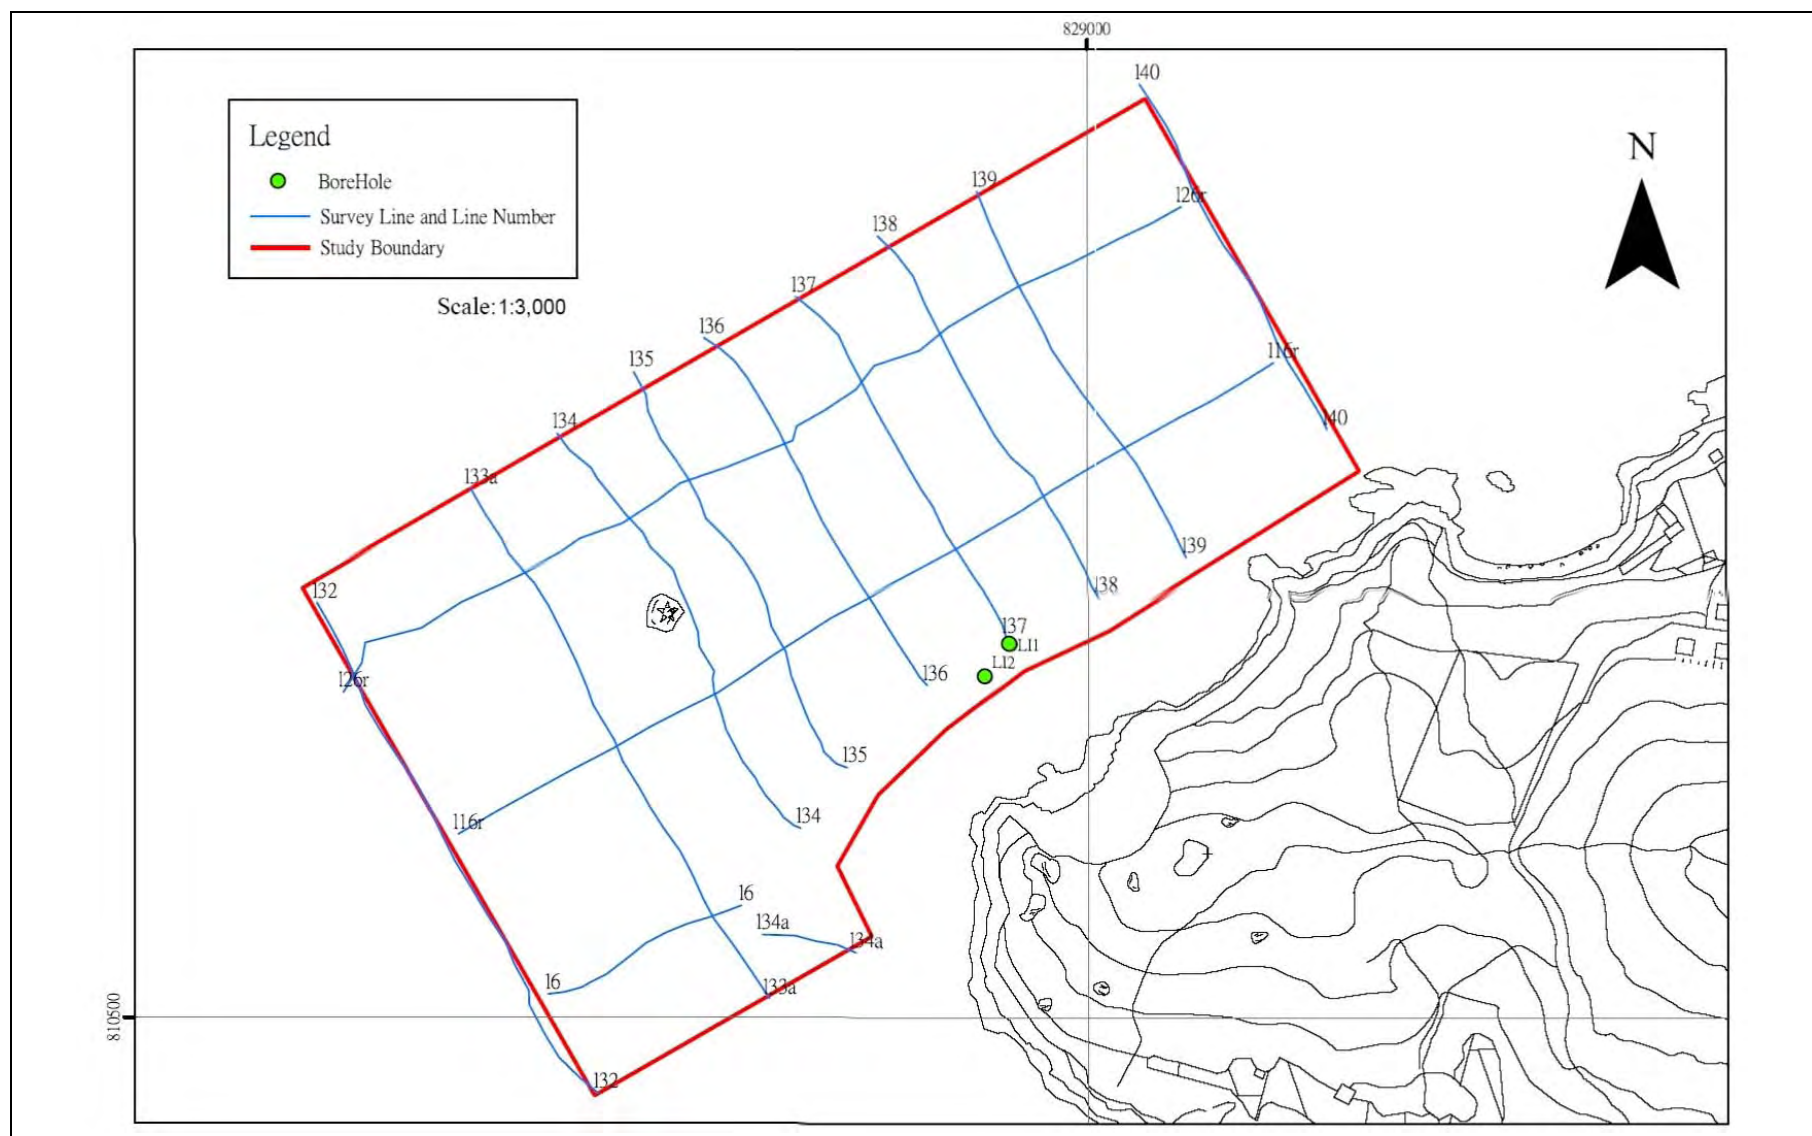 829000
140
N
Legend
BoreHole
Survey Line and Line Number
Study Boundary
Scale:1:3,000
139
126r
138
137
136
135
116r
134
140
133a
139
132
138
137
LI1
LI2
126r
136
135
134
116r
16
134a
134a
16
133a
810500
132